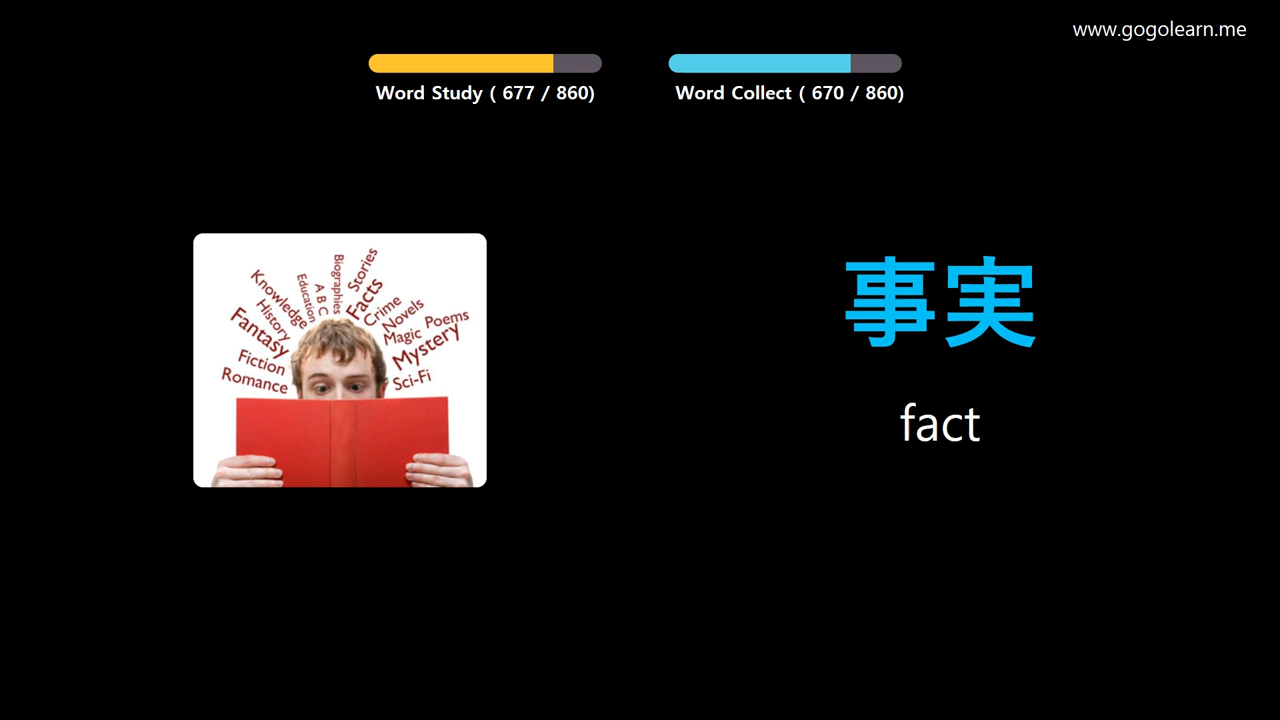 www.gogolearn.me
Word Study ( 677 / 860)
Word Collect ( 670 / 860)
Knowledge
History
Fantasy
Fiction
Romance
Education
A B C
Biographies
Stories
Facts
Crime
Novels
Magic
Poems
Mystery
Sci-Fi
事実
fact